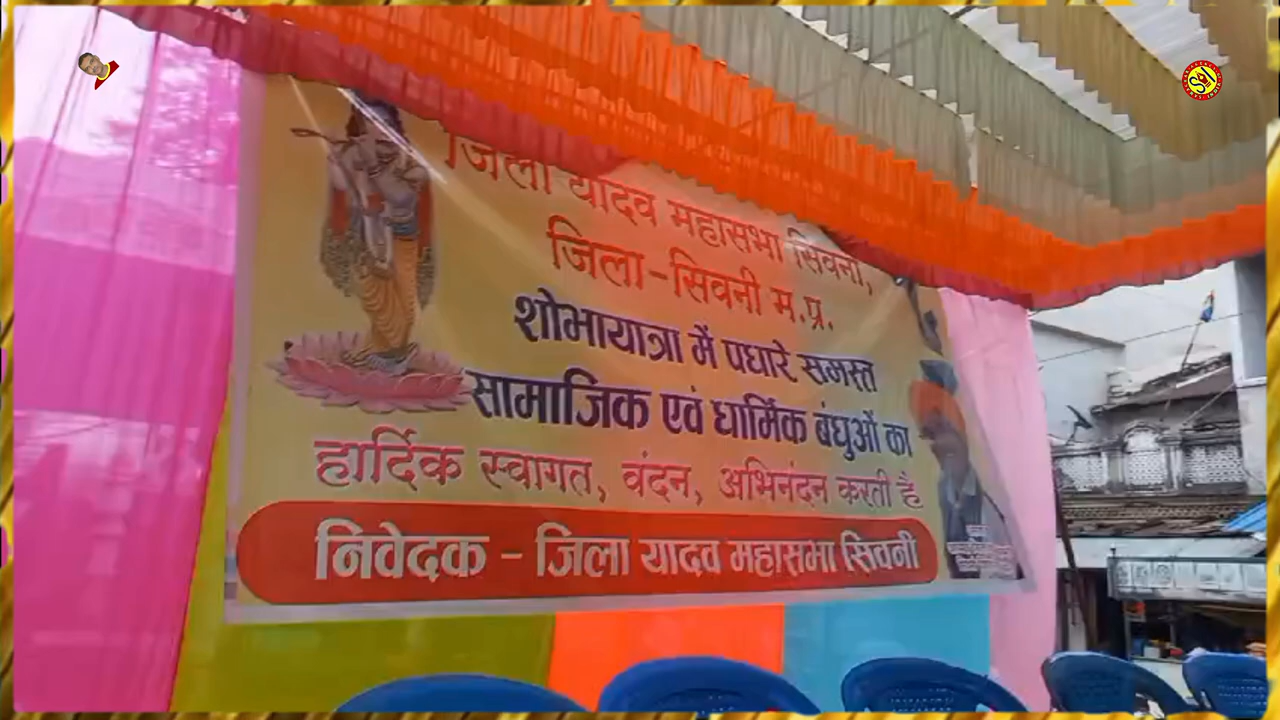 जिला यादव महासभा सिवनी,
जिला-सिवनी म.प्र.
शोभायात्रा में पधारे समस्त
सामाजिक एवं धार्मिक बंधुओं का
हार्दिक स्वागत, वंदन, अभिनंदन करती है
निवेदक - जिला यादव महासभा सिवनी